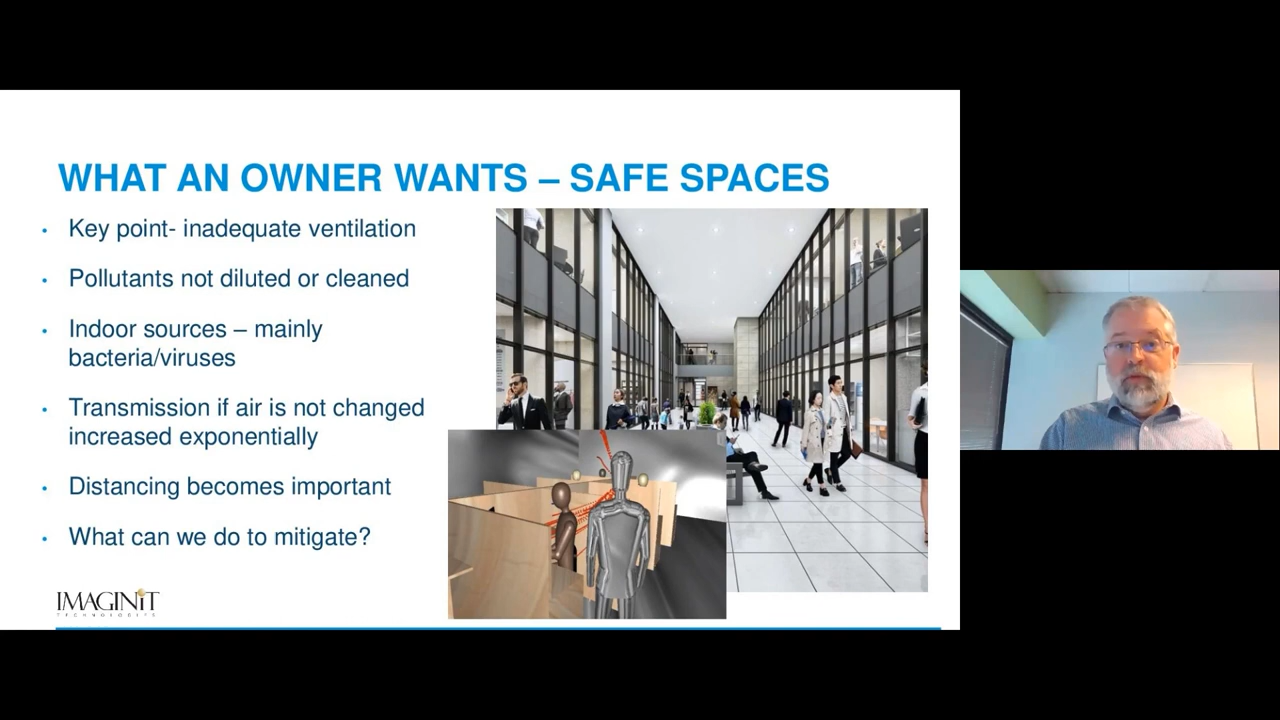 WHAT AN OWNER WANTS – SAFE SPACES
Key point- inadequate ventilation
Pollutants not diluted or cleaned
Indoor sources – mainly
bacteria/viruses
Transmission if air is not changed
increased exponentially
Distancing becomes important
What can we do to mitigate?
IMAGINiT
TECHNOLOGIES